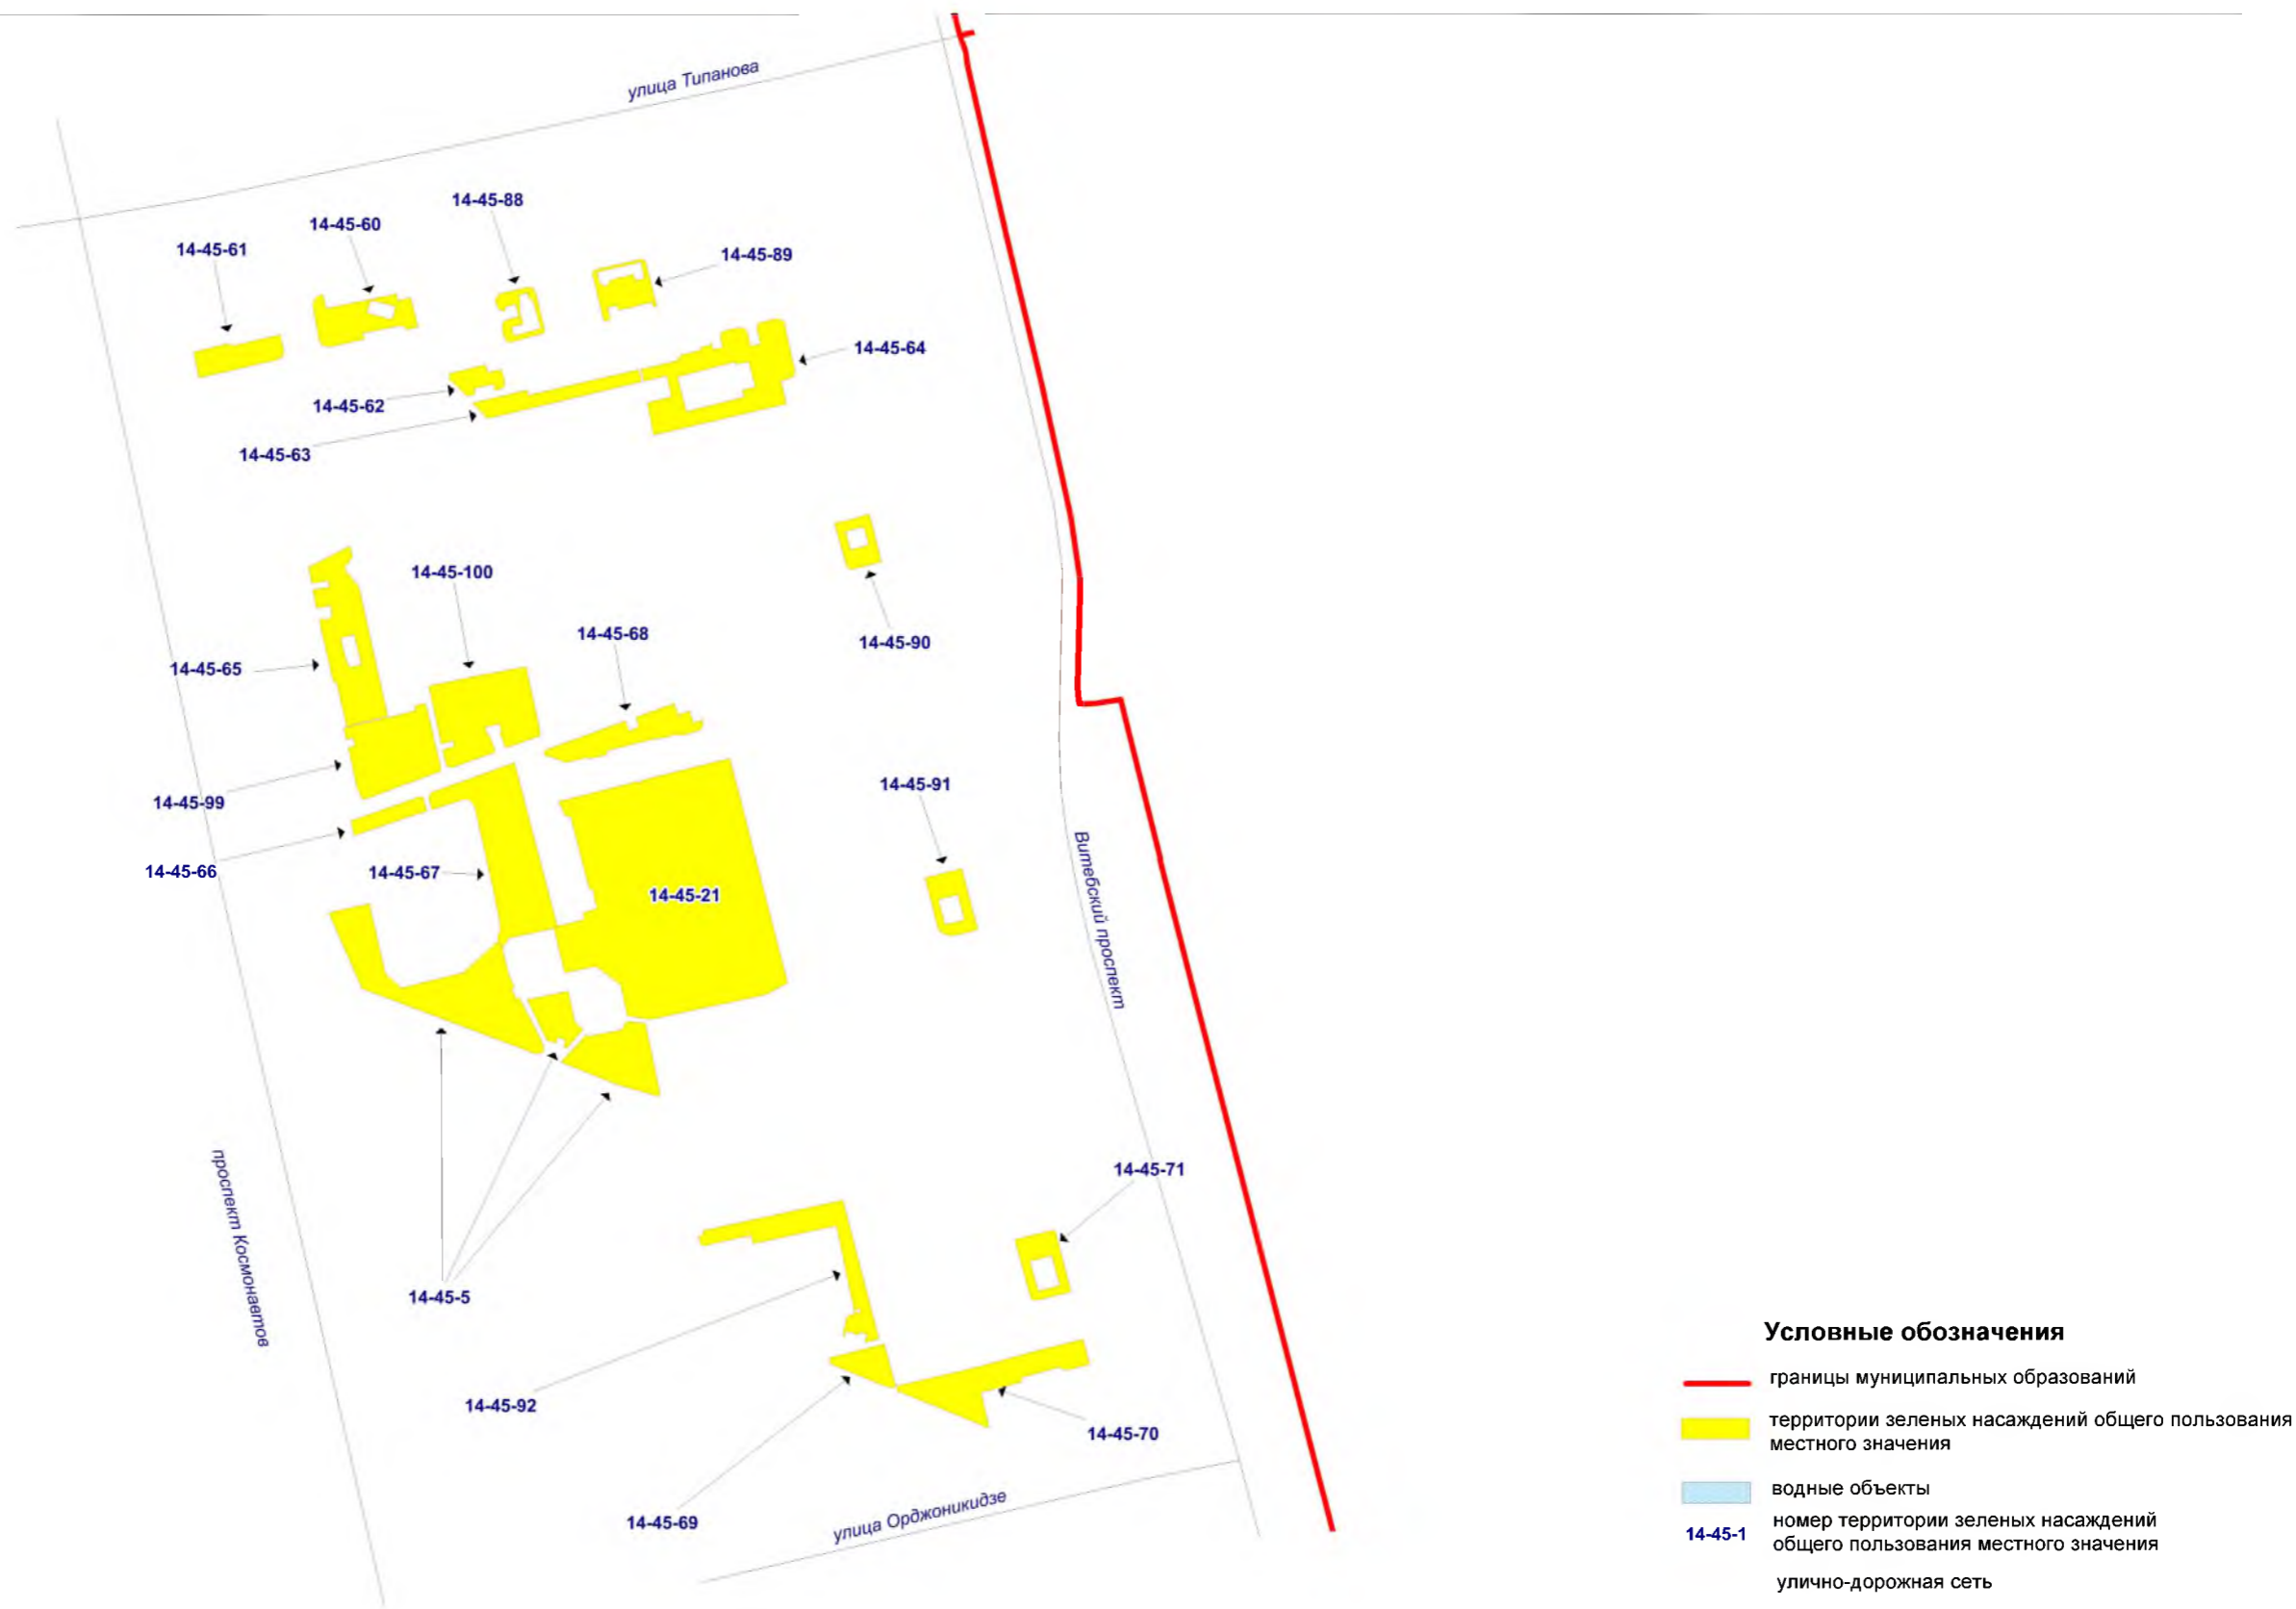 улица Типанова
14-45-88
14-45-60
14-45-61
14-45-89
14-45-64
14-45-62
14-45-63
14-45-100
14-45-68
14-45-90
14-45-65
14-45-91
14-45-99
14-45-66
14-45-67
14-45-21
Витебский проспект
14-45-71
проспект Космонавтов
14-45-5
14-45-92
14-45-70
14-45-69
улица Орджоникидзе
Условные обозначения
границы муниципальных образований
территории зеленых насаждений общего пользования
местного значения
водные объекты
14-45-1
номер территории зеленых насаждений
общего пользования местного значения
улично-дорожная сеть